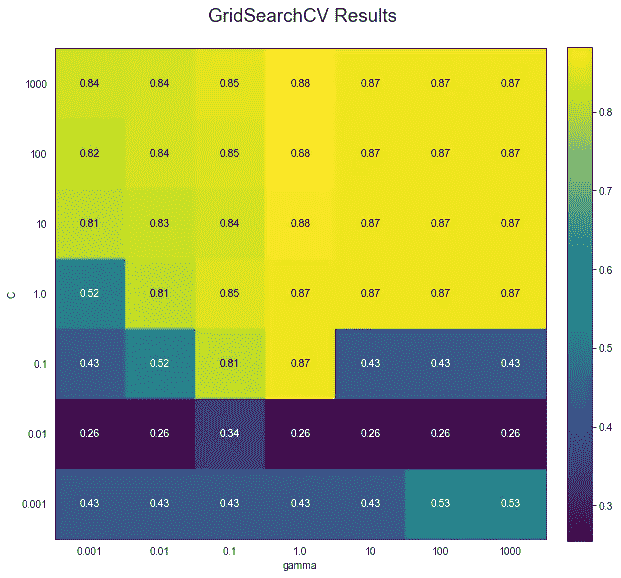 GridSearchCV Results
1000 0.84 0.84 0.85 0.88 0.87 0.87 0.87
100 0.82 0.84 0.85 0.88 0.87 0.87 0.87
10 0.81 0.83 0.84 0.88 0.87 0.87 0.87
1.0 0.52 0.81 0.85 0.87 0.87 0.87 0.87
0.1 0.43 0.52 0.81 0.87 0.43 0.43 0.43
0.01 0.26 0.26 0.34 0.26 0.26 0.26 0.26
0.001 0.43 0.43 0.43 0.43 0.43 0.53 0.53
0.001 0.01 0.1 1.0 10 100 1000
gamma
C
0.8
0.7
0.6
0.5
0.4
0.3